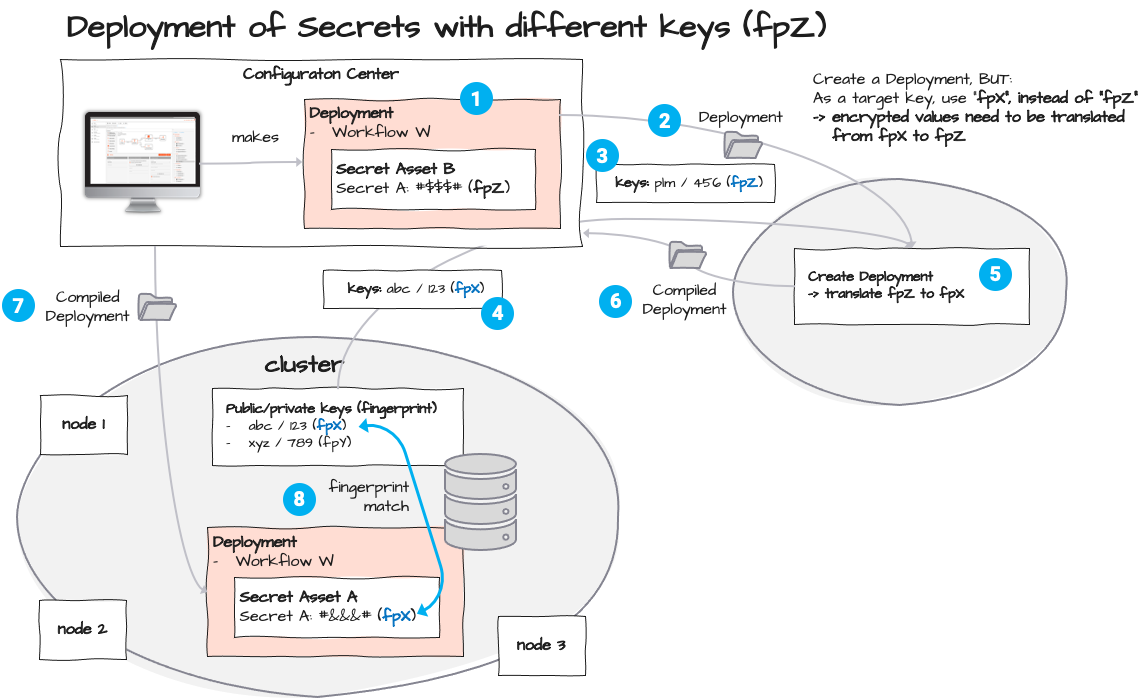 Deployment of Secrets with different keys (fpZ)
Configuraton Center
1
Deployment
- Workflow W
makes
Secret Asset B
Secret A: #$$$# (fpZ)
2
Deployment
3
keys: plm / 456 (fpZ)
Create a Deployment, BUT:
As a target key, use "fpX", instead of "fpZ"
-> encrypted values need to be translated
from fpX to fpZ
Create Deployment
-> translate fpZ to fpX
5
6
Compiled
Deployment
7
Compiled
Deployment
keys: abc / 123 (fpX)
4
cluster
node 1
Public/private keys (fingerprint)
- abc / 123 (fpX)
- xyz / 789 (fpY)
8
fingerprint
match
Deployment
- Workflow W
Secret Asset A
Secret A: #&&&# (fpX)
node 2
node 3